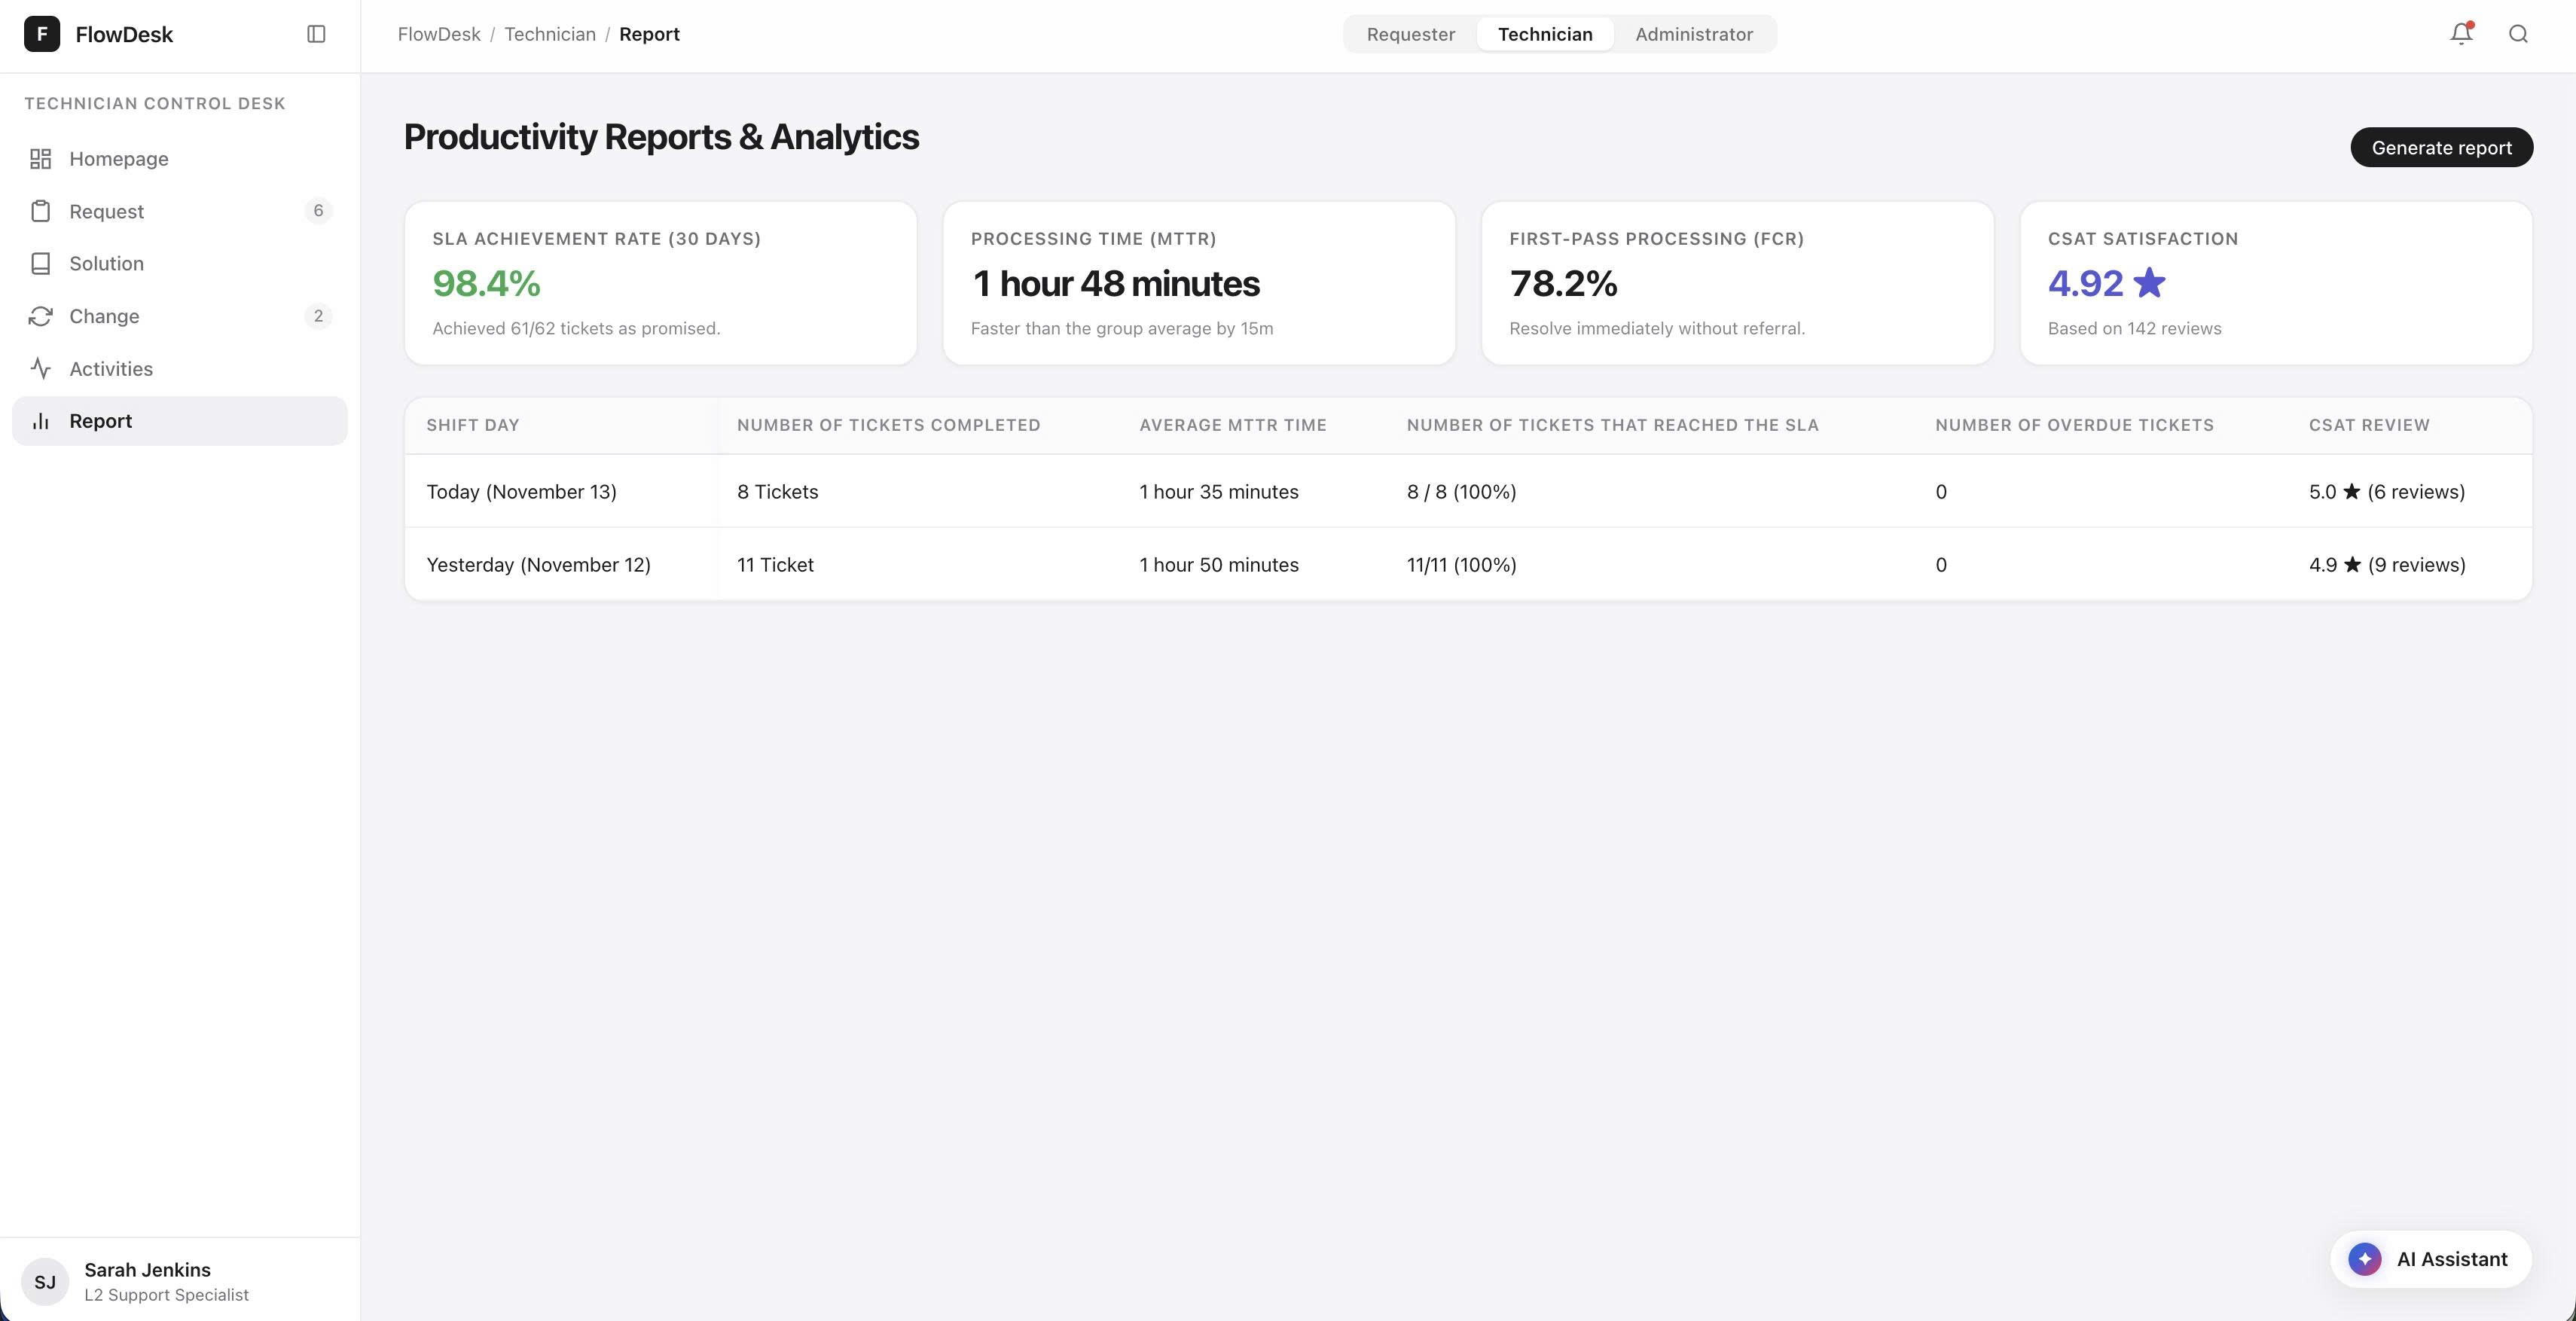 F FlowDesk
FlowDesk / Technician / Report
Requester Technician Administrator
TECHNICIAN CONTROL DESK
Homepage
Request 6
Solution
Change 2
Activities
Report
Productivity Reports & Analytics
Generate report
SLA ACHIEVEMENT RATE (30 DAYS)
98.4%
Achieved 61/62 tickets as promised.
PROCESSING TIME (MTTR)
1 hour 48 minutes
Faster than the group average by 15m
FIRST-PASS PROCESSING (FCR)
78.2%
Resolve immediately without referral.
CSAT SATISFACTION
4.92 ★
Based on 142 reviews
SHIFT DAY NUMBER OF TICKETS COMPLETED AVERAGE MTTR TIME NUMBER OF TICKETS THAT REACHED THE SLA NUMBER OF OVERDUE TICKETS CSAT REVIEW
Today (November 13) 8 Tickets 1 hour 35 minutes 8 / 8 (100%) 0 5.0 ★ (6 reviews)
Yesterday (November 12) 11 Ticket 1 hour 50 minutes 11/11 (100%) 0 4.9 ★ (9 reviews)
SJ
Sarah Jenkins
L2 Support Specialist
AI Assistant